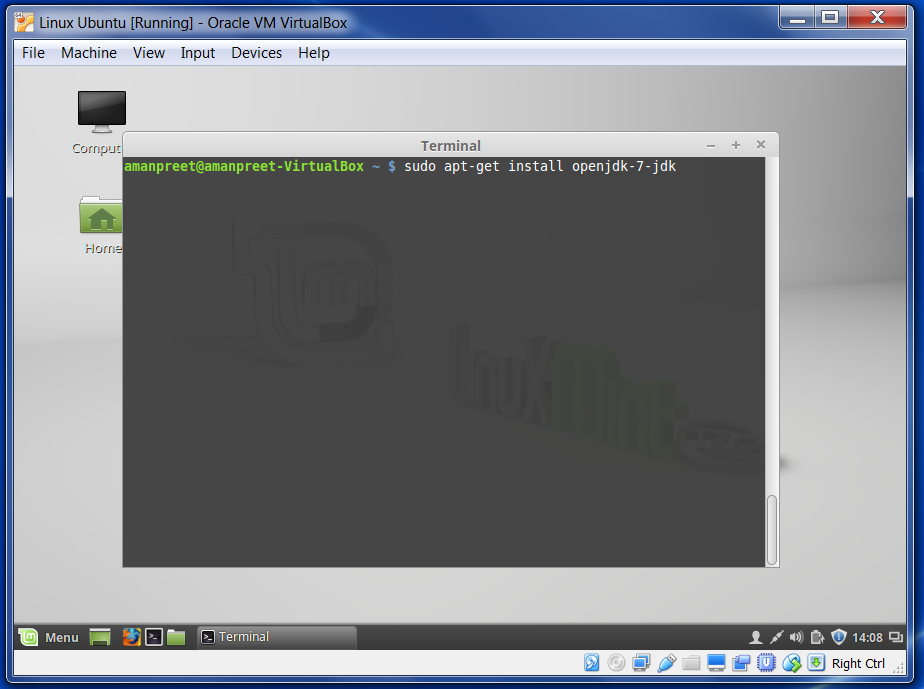 Linux Ubuntu [Running] - Oracle VM VirtualBox
File Machine View Input Devices Help
Comput
Terminal
amanpreet@amanpreet-VirtualBox ~ $ sudo apt-get install openjdk-7-jdk
Home
LinuxMint
Menu
Terminal
14:08
Right Ctrl